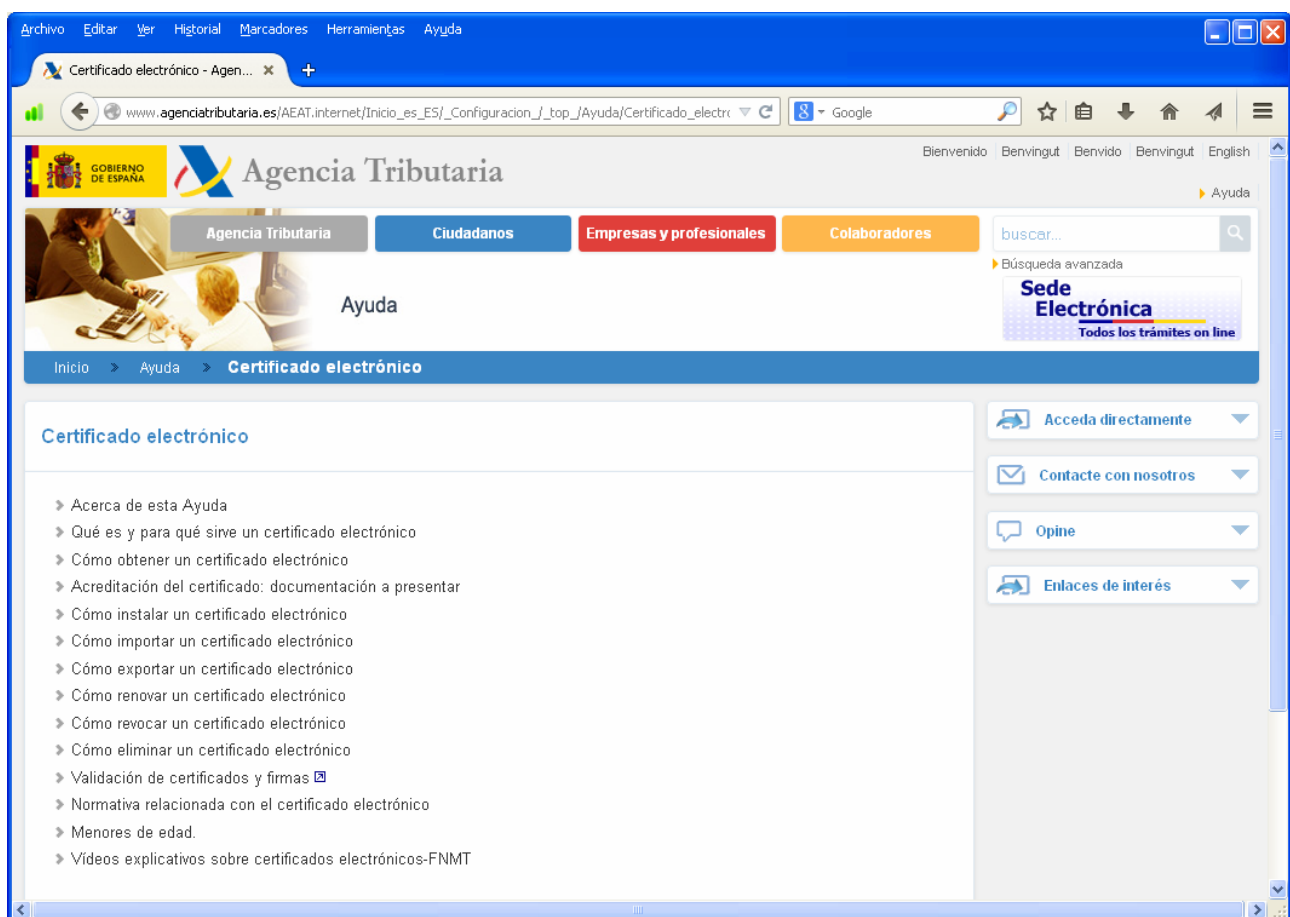 Archivo Editar Ver Historial Marcadores Herramientas Ayuda
Certificado electrónico - Agen...
www.agenciatributaria.es/AEAT.internet/Inicio_es_ES/_Configuracion_/_top_/Ayuda/Certificado_electr
8 Google
GOBIERNO
DE ESPAÑA
Agencia Tributaria
Bienvenido Benvingut Benvido Benvingut English
Ayuda
Agencia Tributaria Ciudadanos Empresas y profesionales Colaboradores
buscar...
Búsqueda avanzada
Ayuda
Sede
Electrónica
Todos los trámites on line
Inicio Ayuda Certificado electrónico
Certificado electrónico
Acerca de esta Ayuda
Qué es y para qué sirve un certificado electrónico
Cómo obtener un certificado electrónico
Acreditación del certificado: documentación a presentar
Cómo instalar un certificado electrónico
Cómo importar un certificado electrónico
Cómo exportar un certificado electrónico
Cómo renovar un certificado electrónico
Cómo revocar un certificado electrónico
Cómo eliminar un certificado electrónico
Validación de certificados y firmas
Normativa relacionada con el certificado electrónico
Menores de edad.
Vídeos explicativos sobre certificados electrónicos-FNMT
Acceda directamente
Contacte con nosotros
Opine
Enlaces de interés